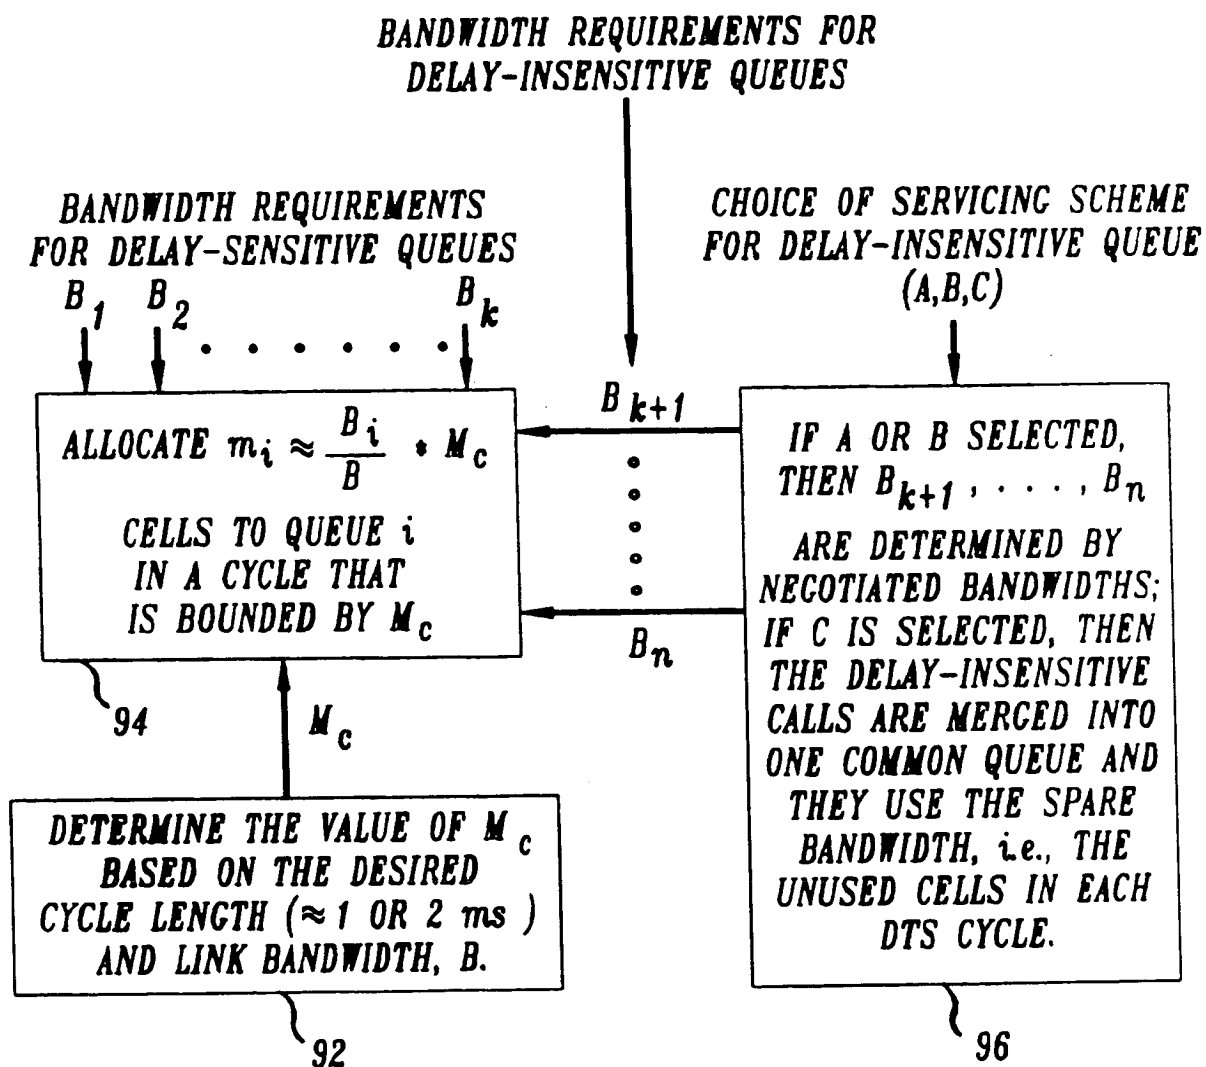 BANDWIDTH REQUIREMENTS FOR
DELAY-INSENSITIVE QUEUES
BANDWIDTH REQUIREMENTS
FOR DELAY-SENSITIVE QUEUES
B1 B2 . . . . . . Bk
CHOICE OF SERVICING SCHEME
FOR DELAY-INSENSITIVE QUEUE
(A,B,C)
ALLOCATE mi ≈ Bi/B * Mc
CELLS TO QUEUE i
IN A CYCLE THAT
IS BOUNDED BY Mc
94
Bk+1
Bn
IF A OR B SELECTED,
THEN Bk+1 , . . . , Bn
ARE DETERMINED BY
NEGOTIATED BANDWIDTHS;
IF C IS SELECTED, THEN
THE DELAY-INSENSITIVE
CALLS ARE MERGED INTO
ONE COMMON QUEUE AND
THEY USE THE SPARE
BANDWIDTH, i.e., THE
UNUSED CELLS IN EACH
DTS CYCLE.
96
Mc
DETERMINE THE VALUE OF Mc
BASED ON THE DESIRED
CYCLE LENGTH (≈ 1 OR 2 ms )
AND LINK BANDWIDTH, B.
92